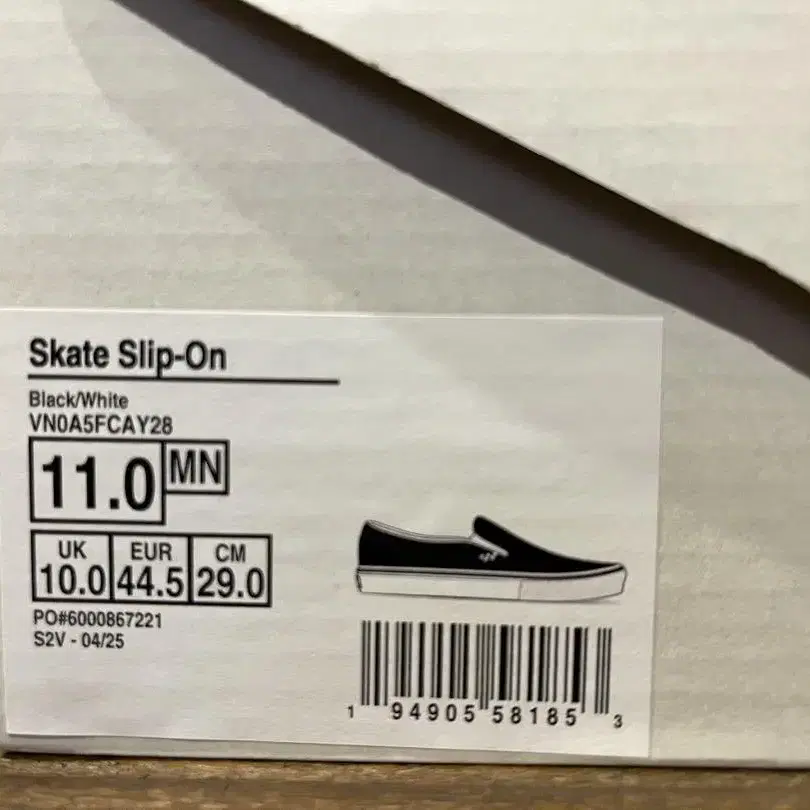 Skate Slip-On
Black/White
VN0A5FCAY28
11.0 MN
UK EUR CM
10.0 44.5 29.0
PO#6000867221
S2V - 04/25
1 94905 58185 3